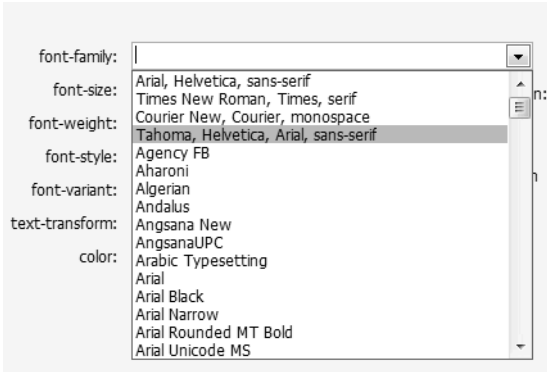 font-family:
font-size:
font-weight:
font-style:
font-variant:
text-transform:
color:
Arial, Helvetica, sans-serif
Times New Roman, Times, serif
Courier New, Courier, monospace
Tahoma, Helvetica, Arial, sans-serif
Agency FB
Aharoni
Algerian
Andalus
Angsana New
AngsanaUPC
Arabic Typesetting
Arial
Arial Black
Arial Narrow
Arial Rounded MT Bold
Arial Unicode MS
n: